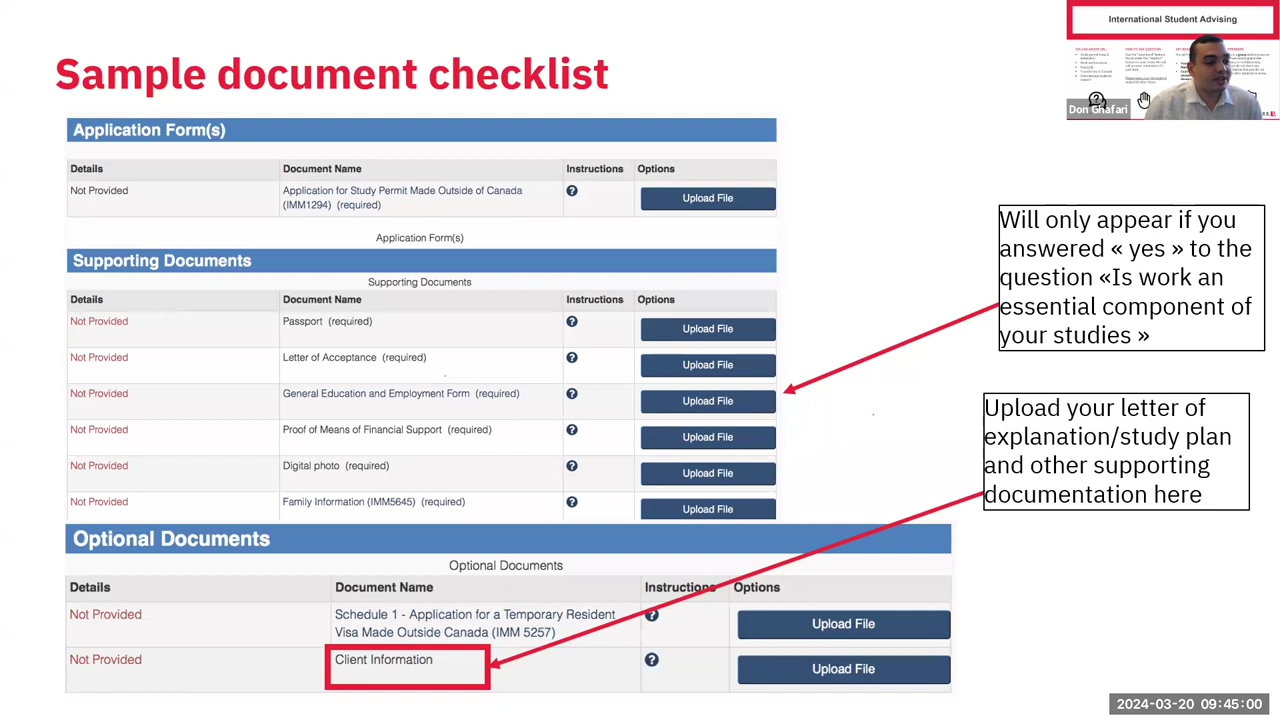 International Student Advising
Don Ghafari
Sample document checklist
Application Form(s)
Details Document Name Instructions Options
Not Provided Application for Study Permit Made Outside of Canada
(IMM1294) (required) ? Upload File
Application Form(s)
Supporting Documents
Supporting Documents
Details Document Name Instructions Options
Not Provided Passport (required) ? Upload File
Not Provided Letter of Acceptance (required) ? Upload File
Not Provided General Education and Employment Form (required) ? Upload File
Not Provided Proof of Means of Financial Support (required) ? Upload File
Not Provided Digital photo (required) ? Upload File
Not Provided Family Information (IMM5645) (required) ? Upload File
Optional Documents
Optional Documents
Details Document Name Instructions Options
Not Provided Schedule 1 - Application for a Temporary Resident
Visa Made Outside Canada (IMM 5257) ? Upload File
Not Provided Client Information ? Upload File
Will only appear if you
answered « yes » to the
question «Is work an
essential component of
your studies »
Upload your letter of
explanation/study plan
and other supporting
documentation here
2024-03-20 09:45:00